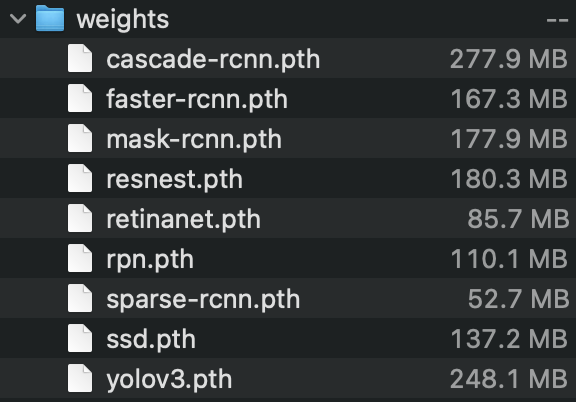 weights --
cascade-rcnn.pth 277.9 MB
faster-rcnn.pth 167.3 MB
mask-rcnn.pth 177.9 MB
resnest.pth 180.3 MB
retinanet.pth 85.7 MB
rpn.pth 110.1 MB
sparse-rcnn.pth 52.7 MB
ssd.pth 137.2 MB
yolov3.pth 248.1 MB